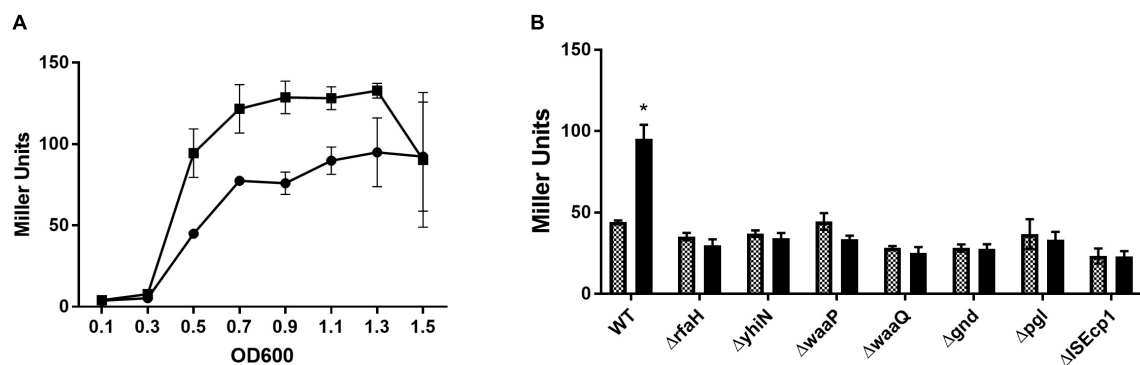 A
150
100
50
0
Miller Units
0.1 0.3 0.5 0.7 0.9 1.1 1.3 1.5
OD600
B
150
100
50
0
Miller Units
*
WT ΔrfaH ΔyhiN ΔwaaP ΔwaaQ Δgnd Δpgl ΔISEcp1